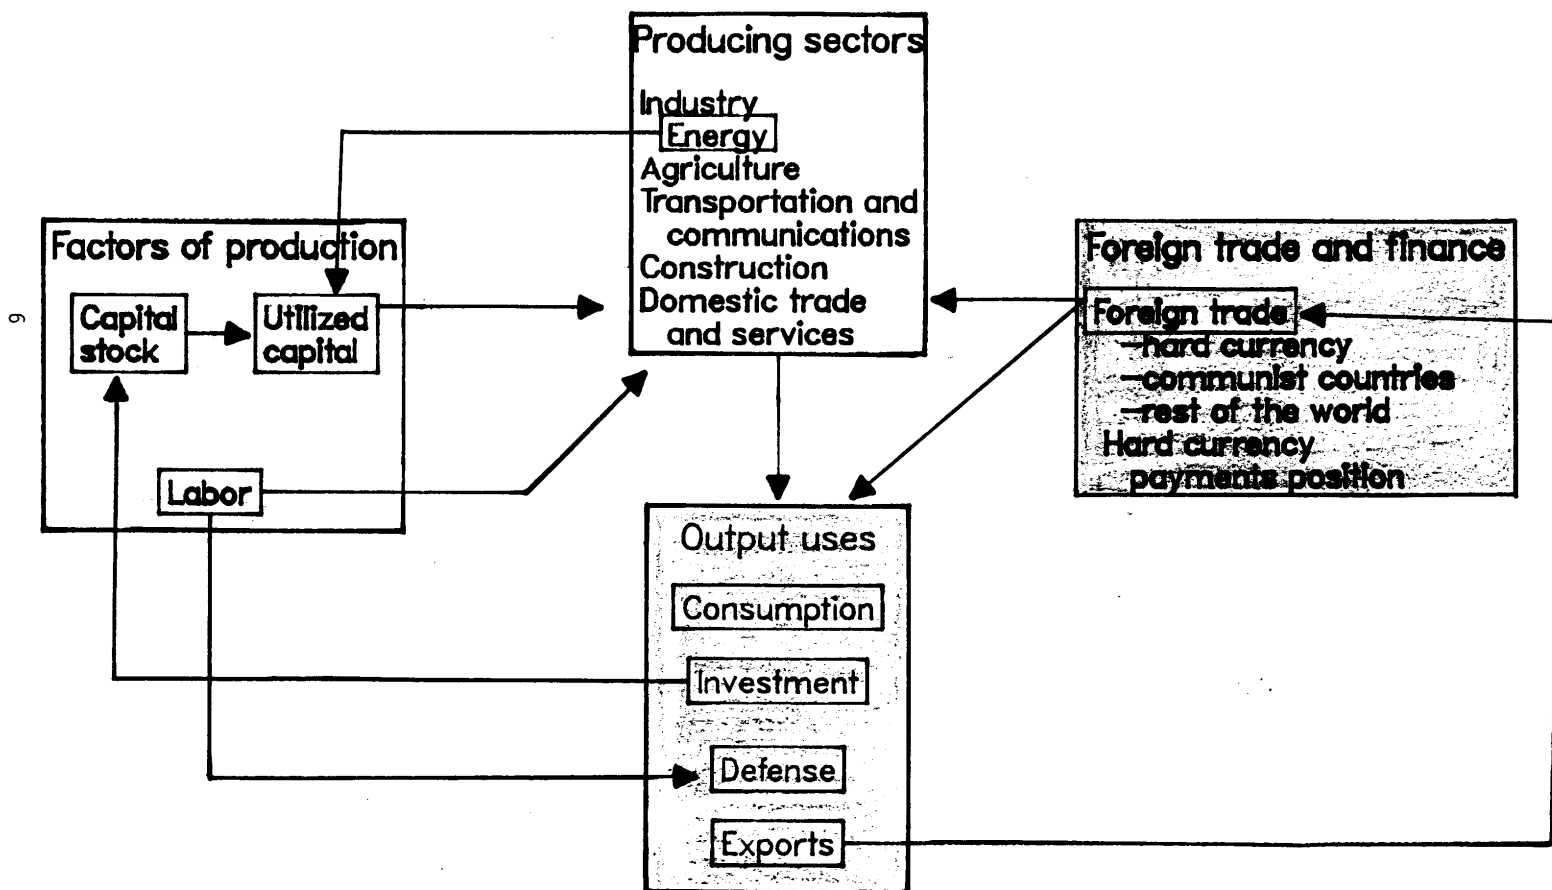 Producing sectors
Industry
Energy
Agriculture
Transportation and
communications
Construction
Domestic trade
and services
Factors of production
Capital
stock
Utilized
capital
Labor
Foreign trade and finance
Foreign trade
—hard currency
—communist countries
—rest of the world
Hard currency
payments position
Output uses
Consumption
Investment
Defense
Exports